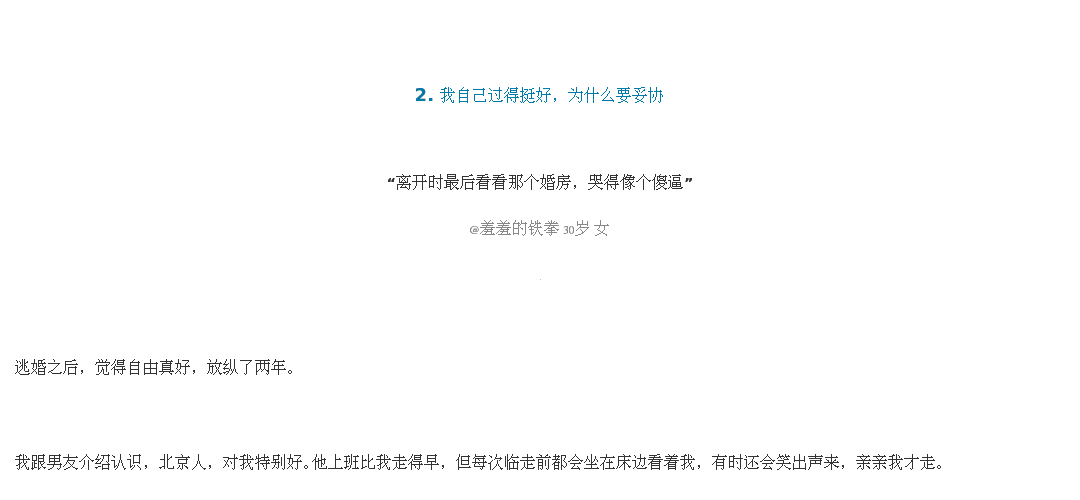 2. 我自己过得挺好，为什么要妥协
“离开时最后看看那个婚房，哭得像个傻逼”
@羞羞的铁拳 30岁 女
逃婚之后，觉得自由真好，放纵了两年。
我跟男友介绍认识，北京人，对我特别好。他上班比我走得早，但每次临走前都会坐在床边看着我，有时还会笑出声来，亲亲我才走。